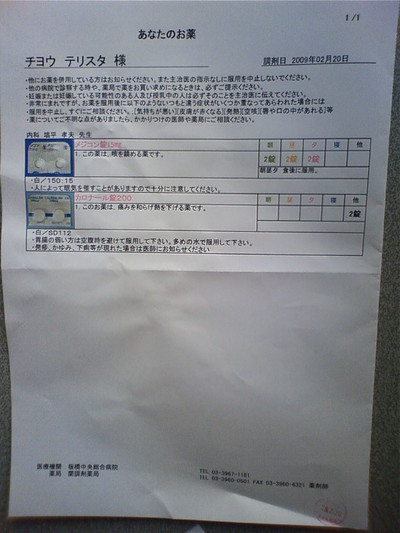 1/1
あなたのお薬
チヨウ テリスタ 様
調剤日 2009年02月20日
・他にお薬を併用している方はお知らせください。また主治医の指示なしに服用を中止しないでください。
・他の病院で診察する時や、薬局で薬をお買い求めになるときは、必ずご提示ください。
・妊娠または妊娠している可能性のある人及び授乳中の人は必ずそのことを主治医に伝えてください。
・非常にまれですが、お薬を服用後に以下のようないつもと違う症状がいくつか重なってあらわれた場合には
・服用を中止し、すぐにご相談ください。[気持ちが悪い][皮膚が赤くなる][発熱][空咳][唇や口の中があれる]等
・薬についてご不明な点がありましたら、かかりつけの医師や薬局にご相談ください。
内科 孝夫 先生
メジコン錠15mg
朝 昼 夕 寝 他
1.この薬は、咳を鎮める薬です。
2錠 2錠 2錠
朝昼夕 食後に服用。
・白/150:15
・人によって眠気を催すことがありますので十分に注意してください。
カロナール錠200
朝 昼 夕 寝 他
1.このお薬は、痛みを和らげ熱を下げる薬です。
2錠
・白/SD112
・胃腸の弱い方は空腹時を避けて服用して下さい。多めの水で服用して下さい。
・発疹、かゆみ、下痢等が現れた場合は医師にお知らせください
医療機関 板橋中央総合病院
TEL 03-3967-1181
薬局 調剤薬局
TEL 03-3960-0501 FAX 03-3960-6321 薬剤師